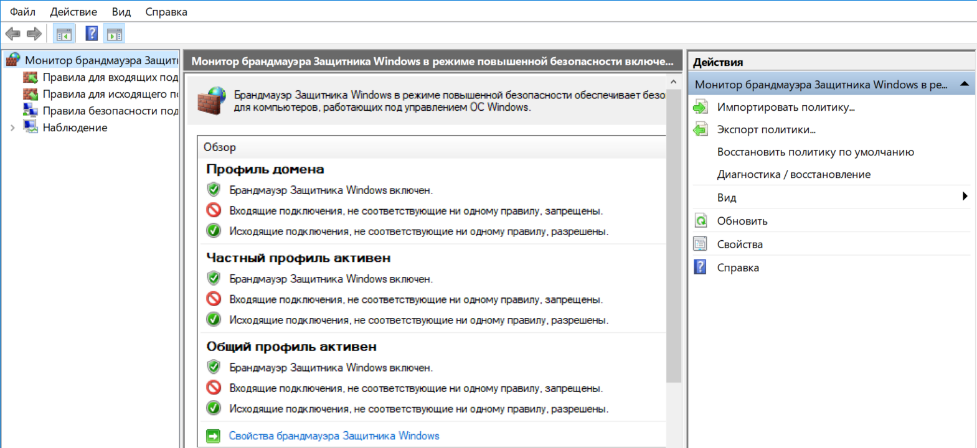 Файл Действие Вид Справка
Монитор брандмауэра Защитн
Правила для входящих под
Правила для исходящего по
Правила безопасности под
Наблюдение
Монитор брандмауэра Защитника Windows в режиме повышенной безопасности включе...
Брандмауэр Защитника Windows в режиме повышенной безопасности обеспечивает безо
для компьютеров, работающих под управлением ОС Windows.
Обзор
Профиль домена
Брандмауэр Защитника Windows включен.
Входящие подключения, не соответствующие ни одному правилу, запрещены.
Исходящие подключения, не соответствующие ни одному правилу, разрешены.
Частный профиль активен
Брандмауэр Защитника Windows включен.
Входящие подключения, не соответствующие ни одному правилу, запрещены.
Исходящие подключения, не соответствующие ни одному правилу, разрешены.
Общий профиль активен
Брандмауэр Защитника Windows включен.
Входящие подключения, не соответствующие ни одному правилу, запрещены.
Исходящие подключения, не соответствующие ни одному правилу, разрешены.
Свойства брандмауэра Защитника Windows
Действия
Монитор брандмауэра Защитника Windows в ре...
Импортировать политику...
Экспорт политики...
Восстановить политику по умолчанию
Диагностика / восстановление
Вид
Обновить
Свойства
Справка